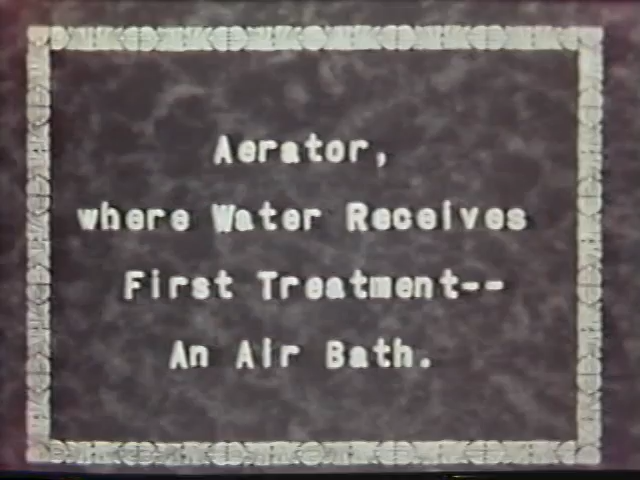 Aerator,
where Water Receives
First Treatment--
An Air Bath.